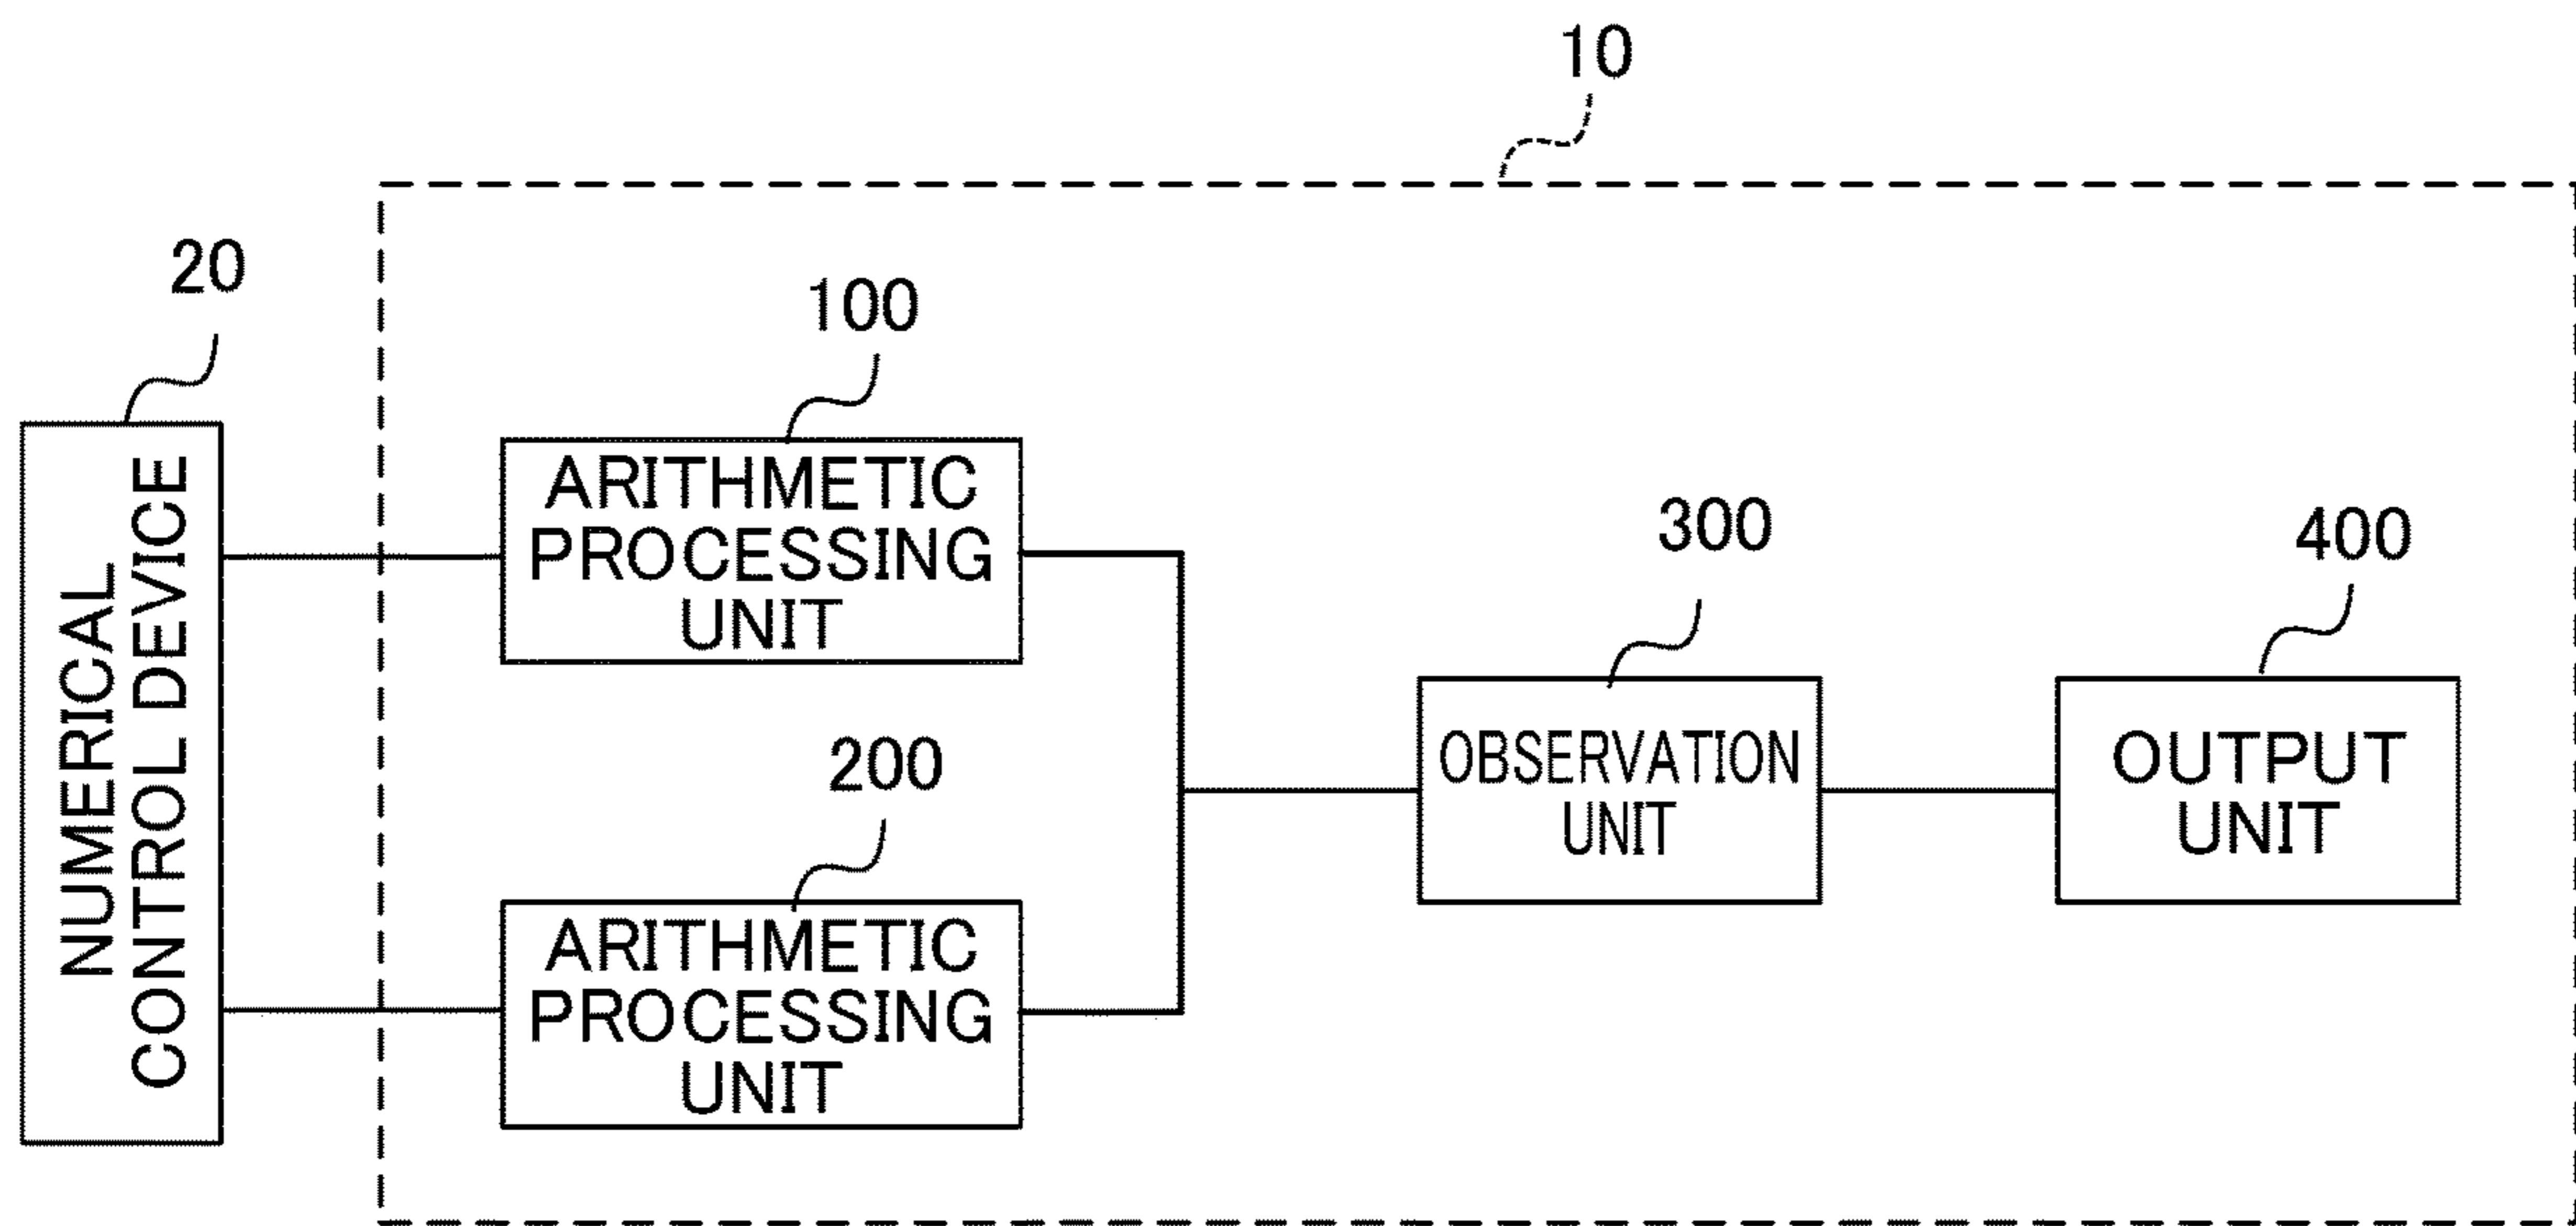 10
20
NUMERICAL
CONTROL DEVICE
100
ARITHMETIC
PROCESSING
UNIT
200
ARITHMETIC
PROCESSING
UNIT
300
OBSERVATION
UNIT
400
OUTPUT
UNIT